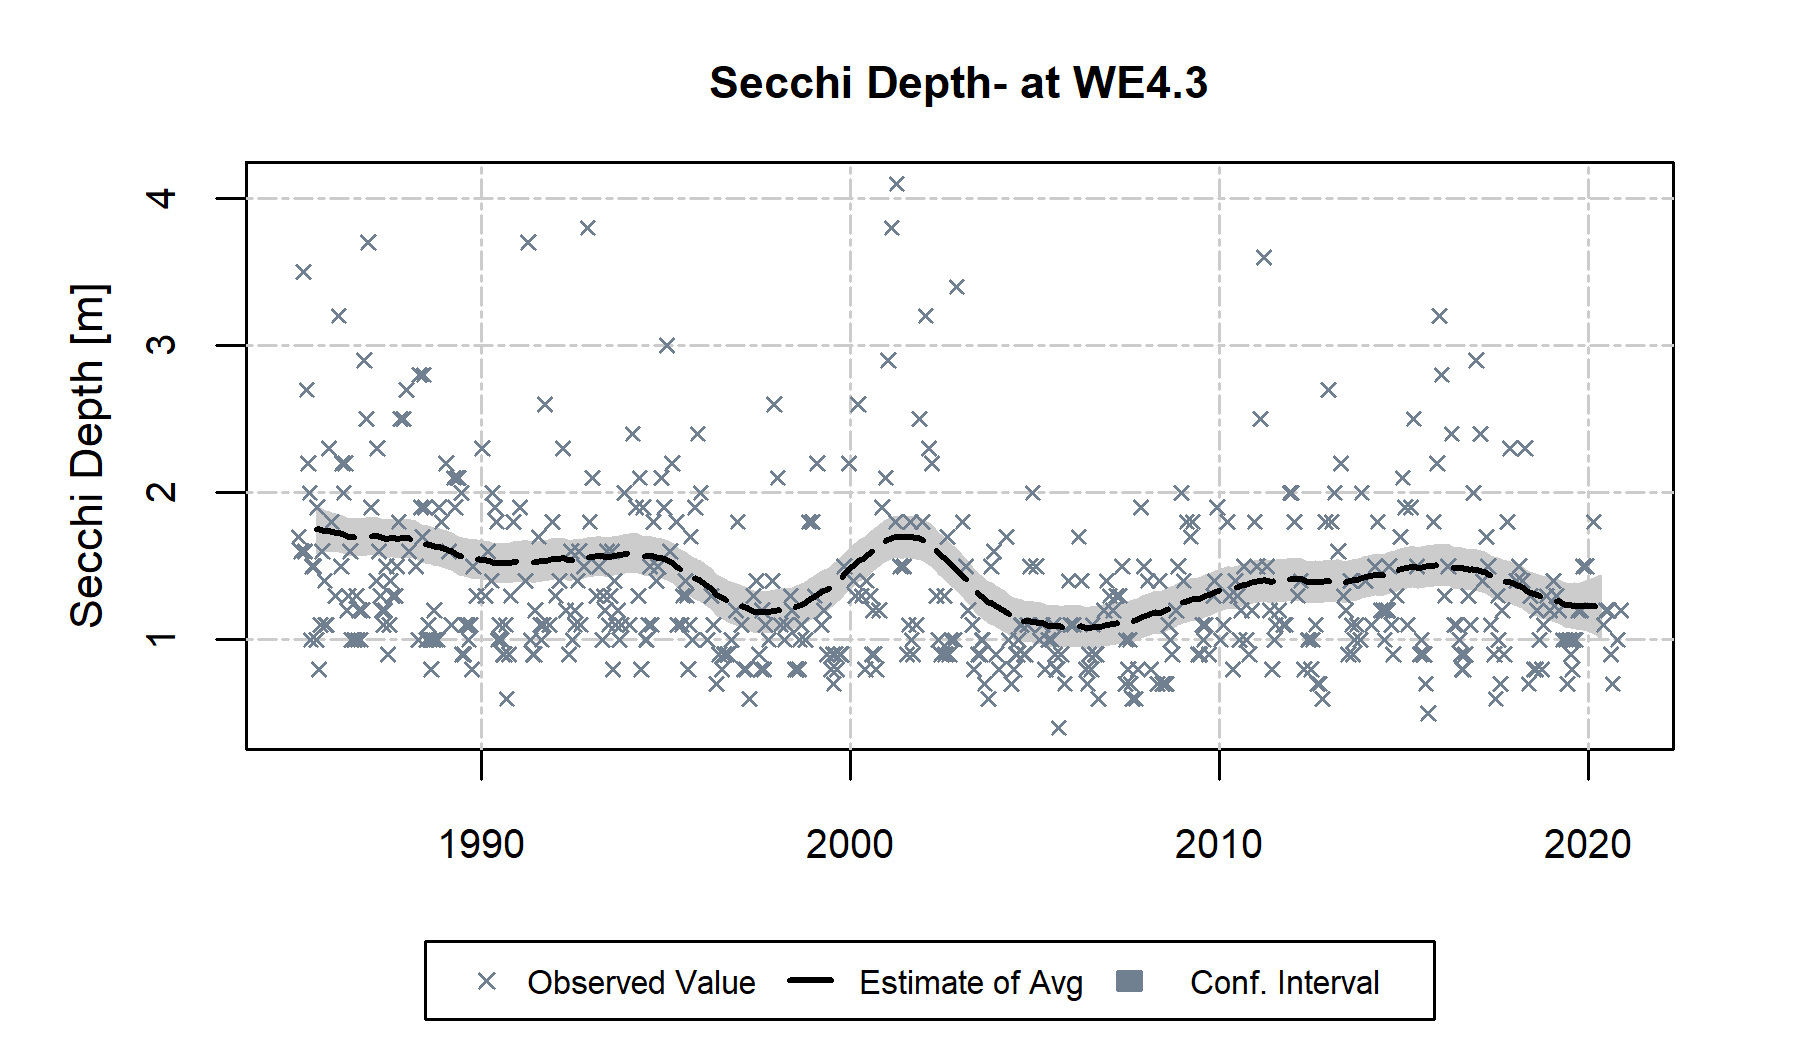 Secchi Depth- at WE4.3
Secchi Depth [m]
4
3
2
1
1990 2000 2010 2020
Observed Value Estimate of Avg Conf. Interval